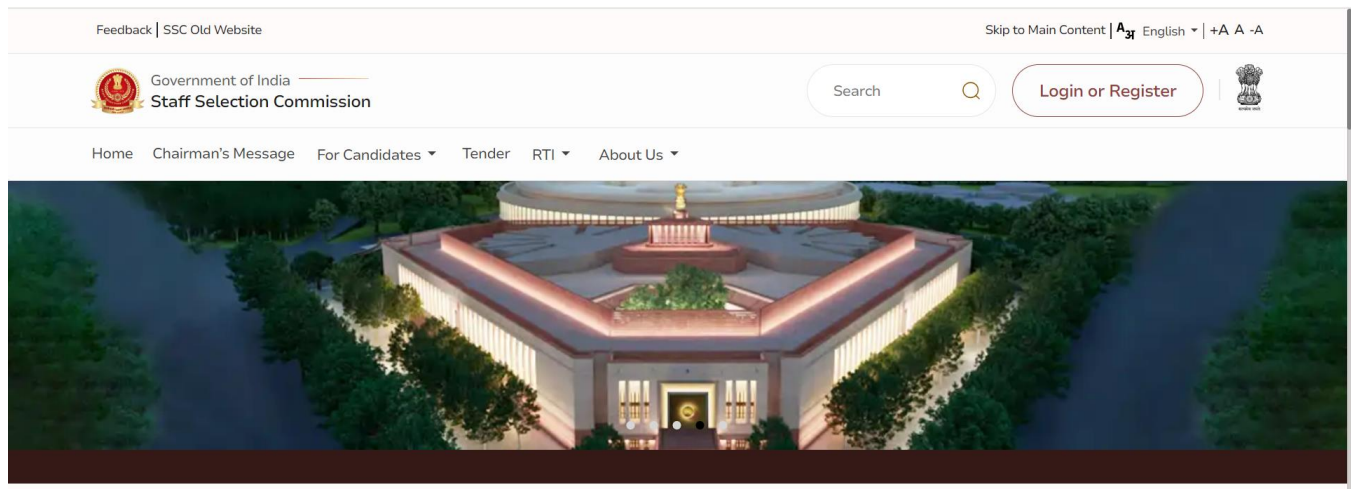 Feedback | SSC Old Website
Skip to Main Content | Aअ English | +A A -A
Government of India
Staff Selection Commission
Search
Login or Register
Home Chairman's Message For Candidates Tender RTI About Us